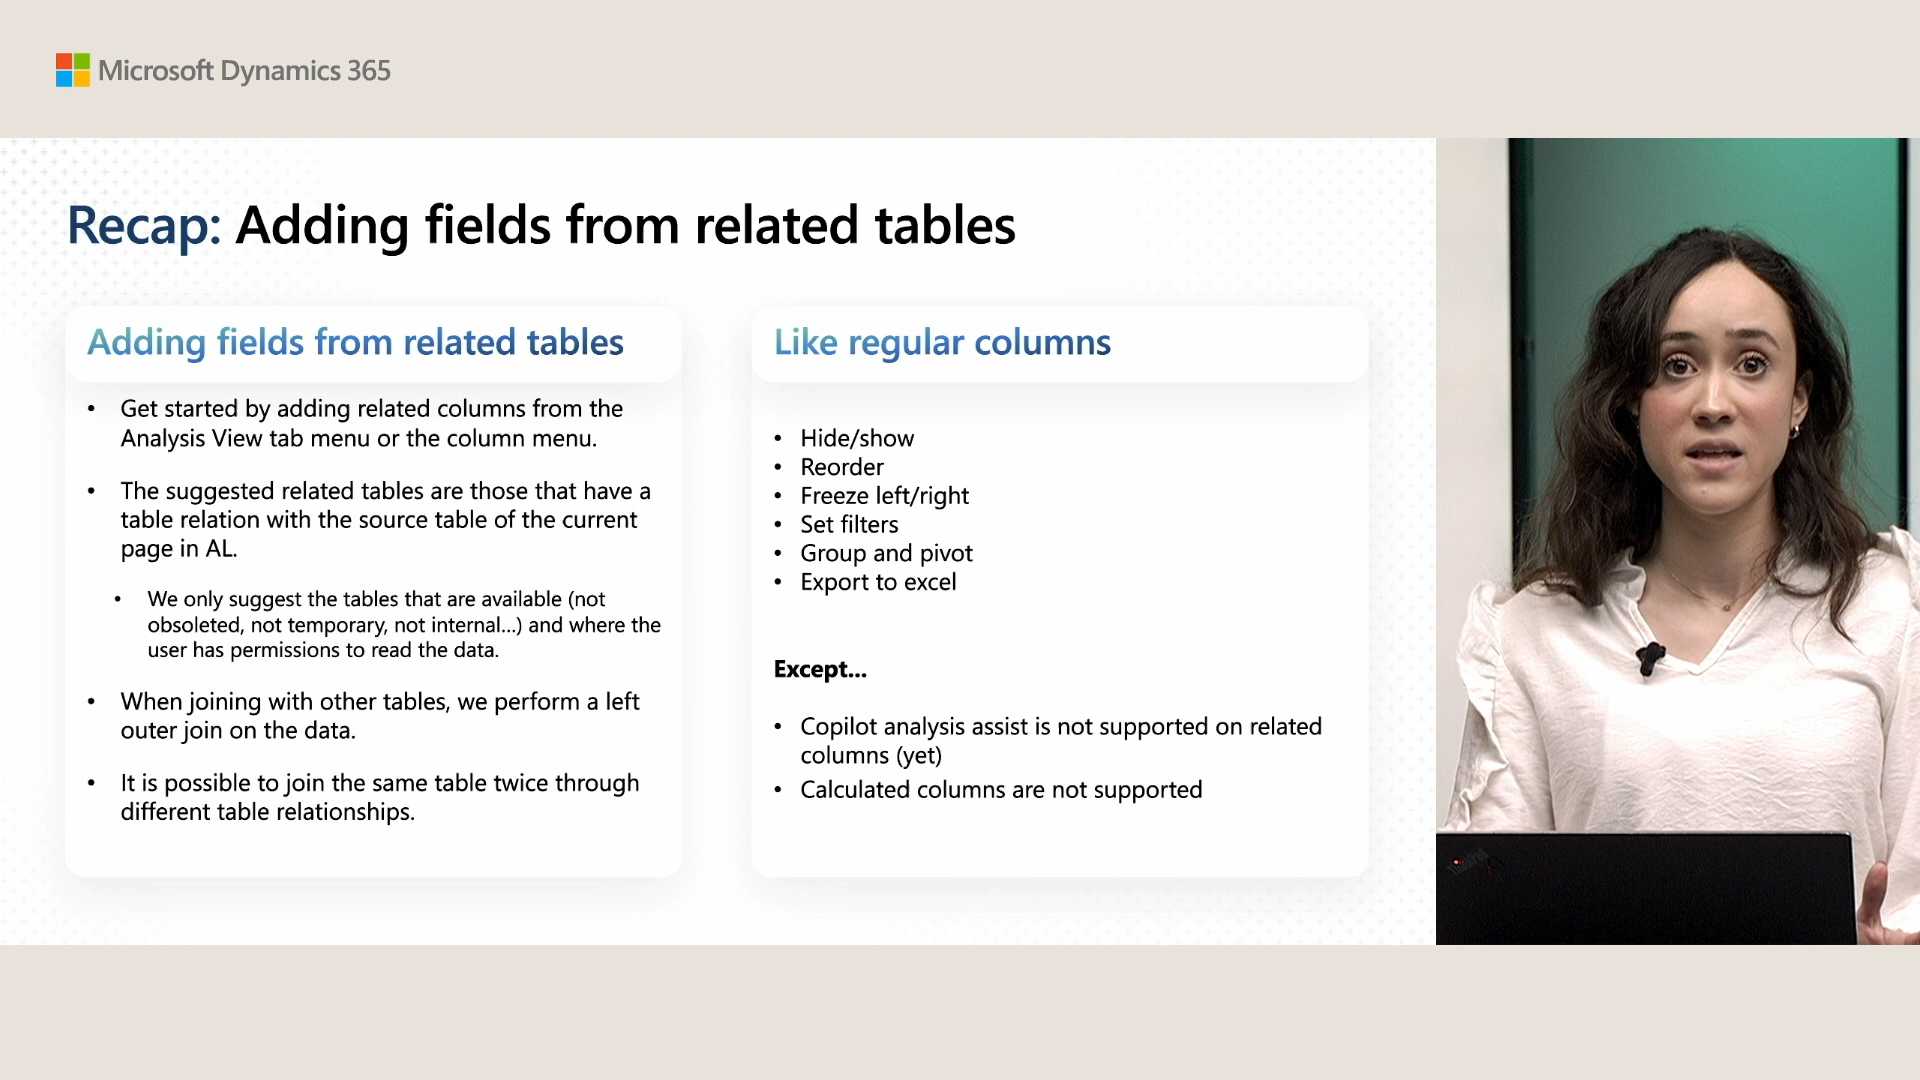 Microsoft Dynamics 365
Recap: Adding fields from related tables
Adding fields from related tables
• Get started by adding related columns from the
Analysis View tab menu or the column menu.
• The suggested related tables are those that have a
table relation with the source table of the current
page in AL.
• We only suggest the tables that are available (not
obsoleted, not temporary, not internal...) and where the
user has permissions to read the data.
• When joining with other tables, we perform a left
outer join on the data.
• It is possible to join the same table twice through
different table relationships.
Like regular columns
• Hide/show
• Reorder
• Freeze left/right
• Set filters
• Group and pivot
• Export to excel
Except...
• Copilot analysis assist is not supported on related
columns (yet)
• Calculated columns are not supported